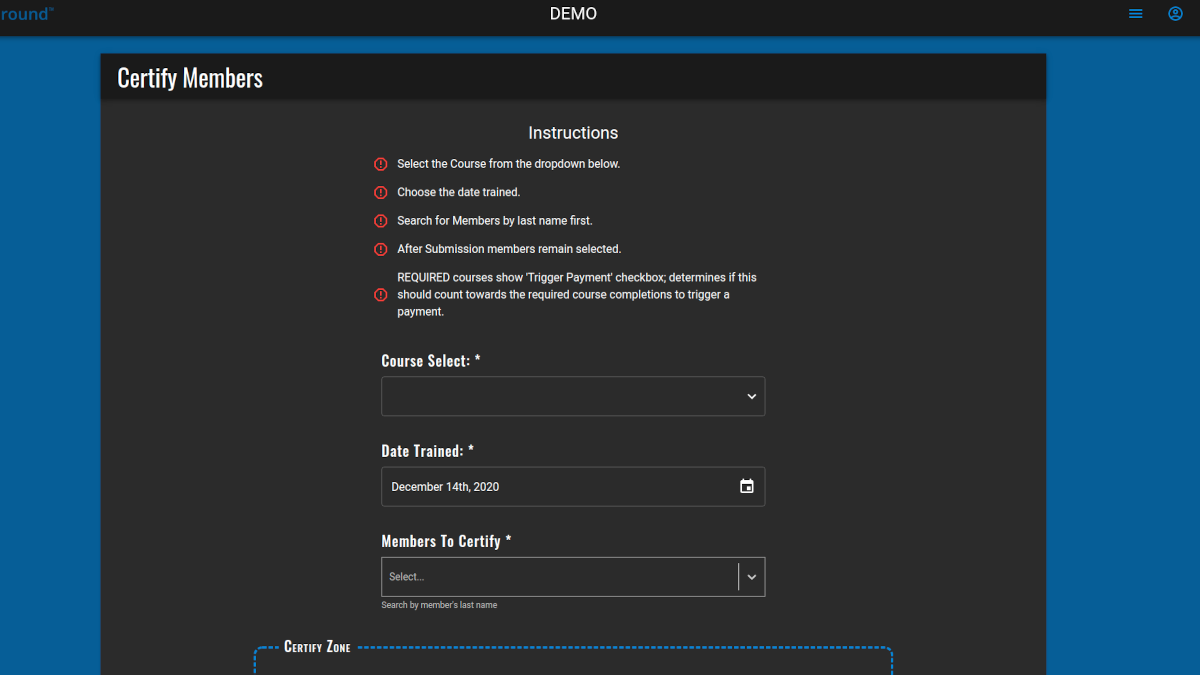 round™
DEMO
Certify Members
Instructions
Select the Course from the dropdown below.
Choose the date trained.
Search for Members by last name first.
After Submission members remain selected.
REQUIRED courses show 'Trigger Payment' checkbox; determines if this
should count towards the required course completions to trigger a
payment.
Course Select: *
Date Trained: *
December 14th, 2020
Members To Certify *
Select...
Search by member's last name
Certify Zone